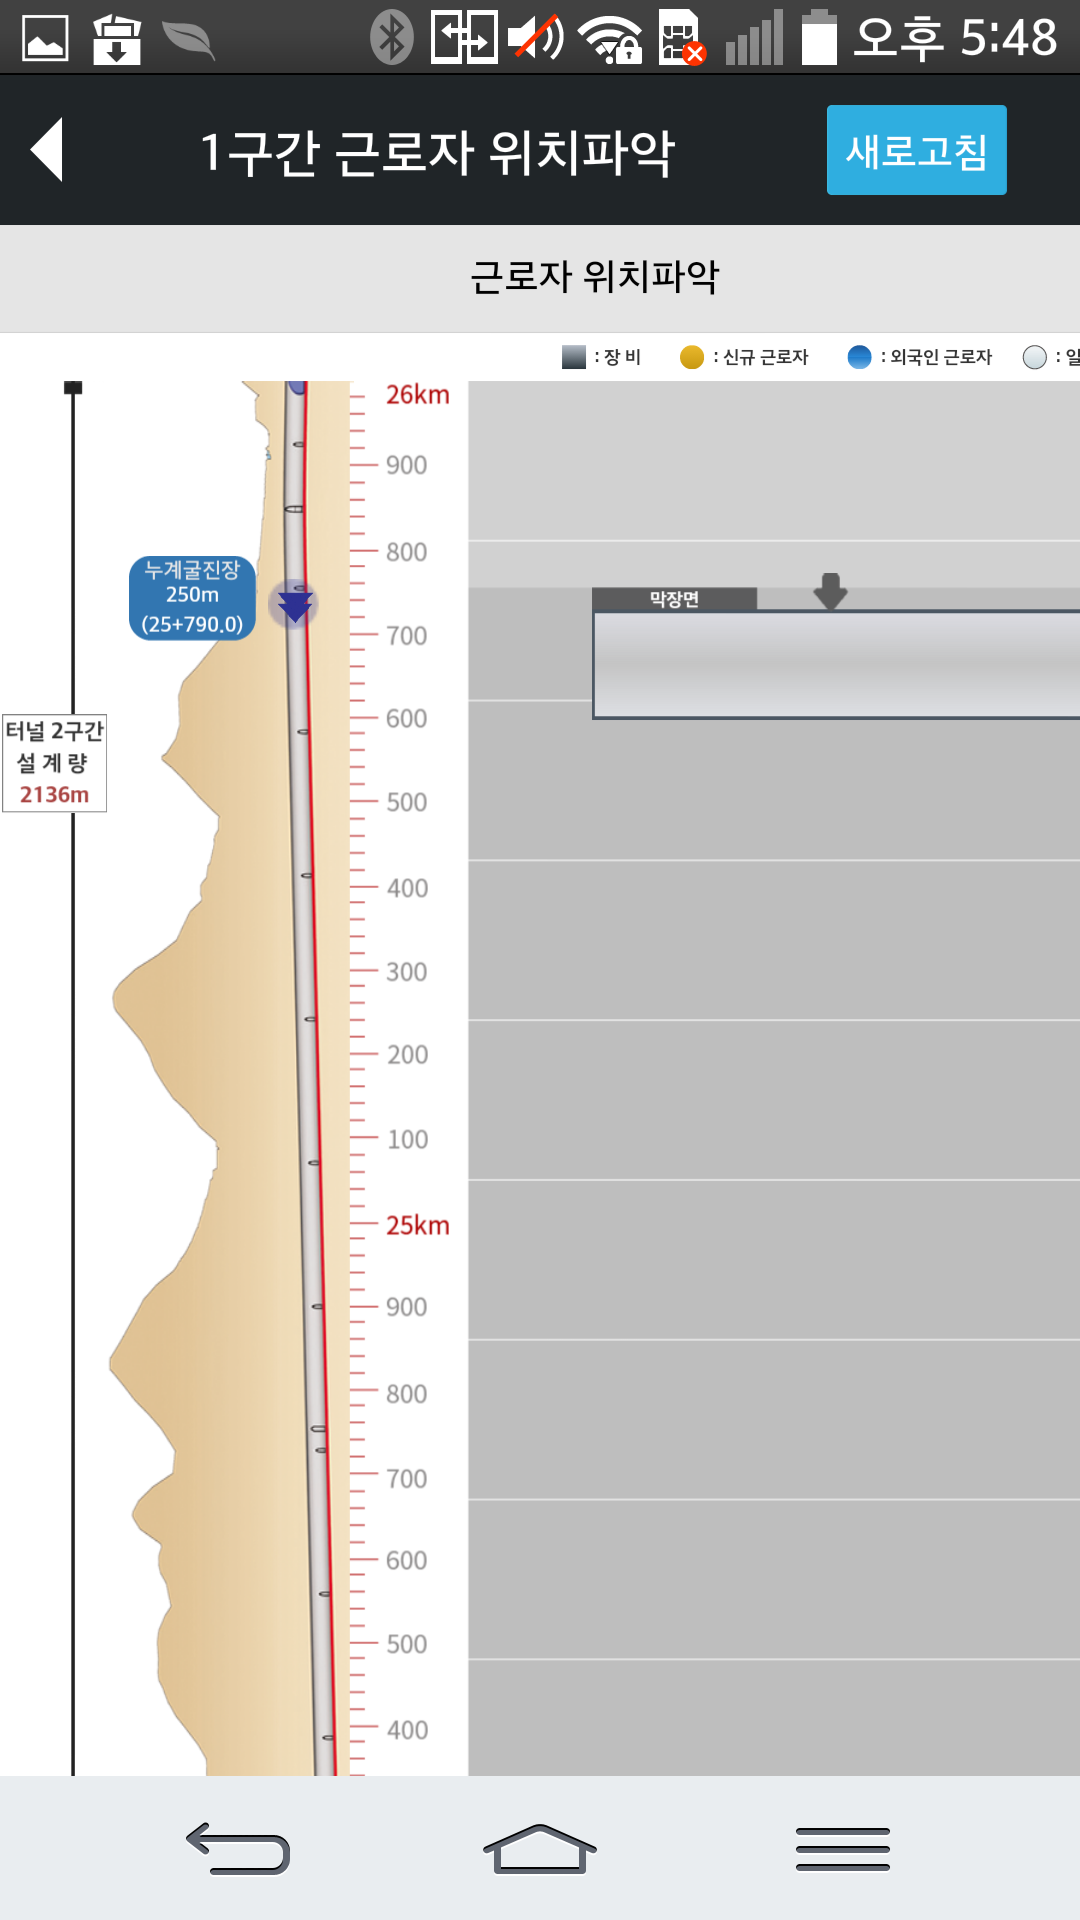 오후 5:48
1구간 근로자 위치파악
새로고침
근로자 위치파악
: 장 비
: 신규 근로자
: 외국인 근로자
: 일
26km
900
800
누계굴진장
250m
(25+790.0)
막장면
700
600
터널 2구간
설 계 량
2136m
500
400
300
200
100
25km
900
800
700
600
500
400